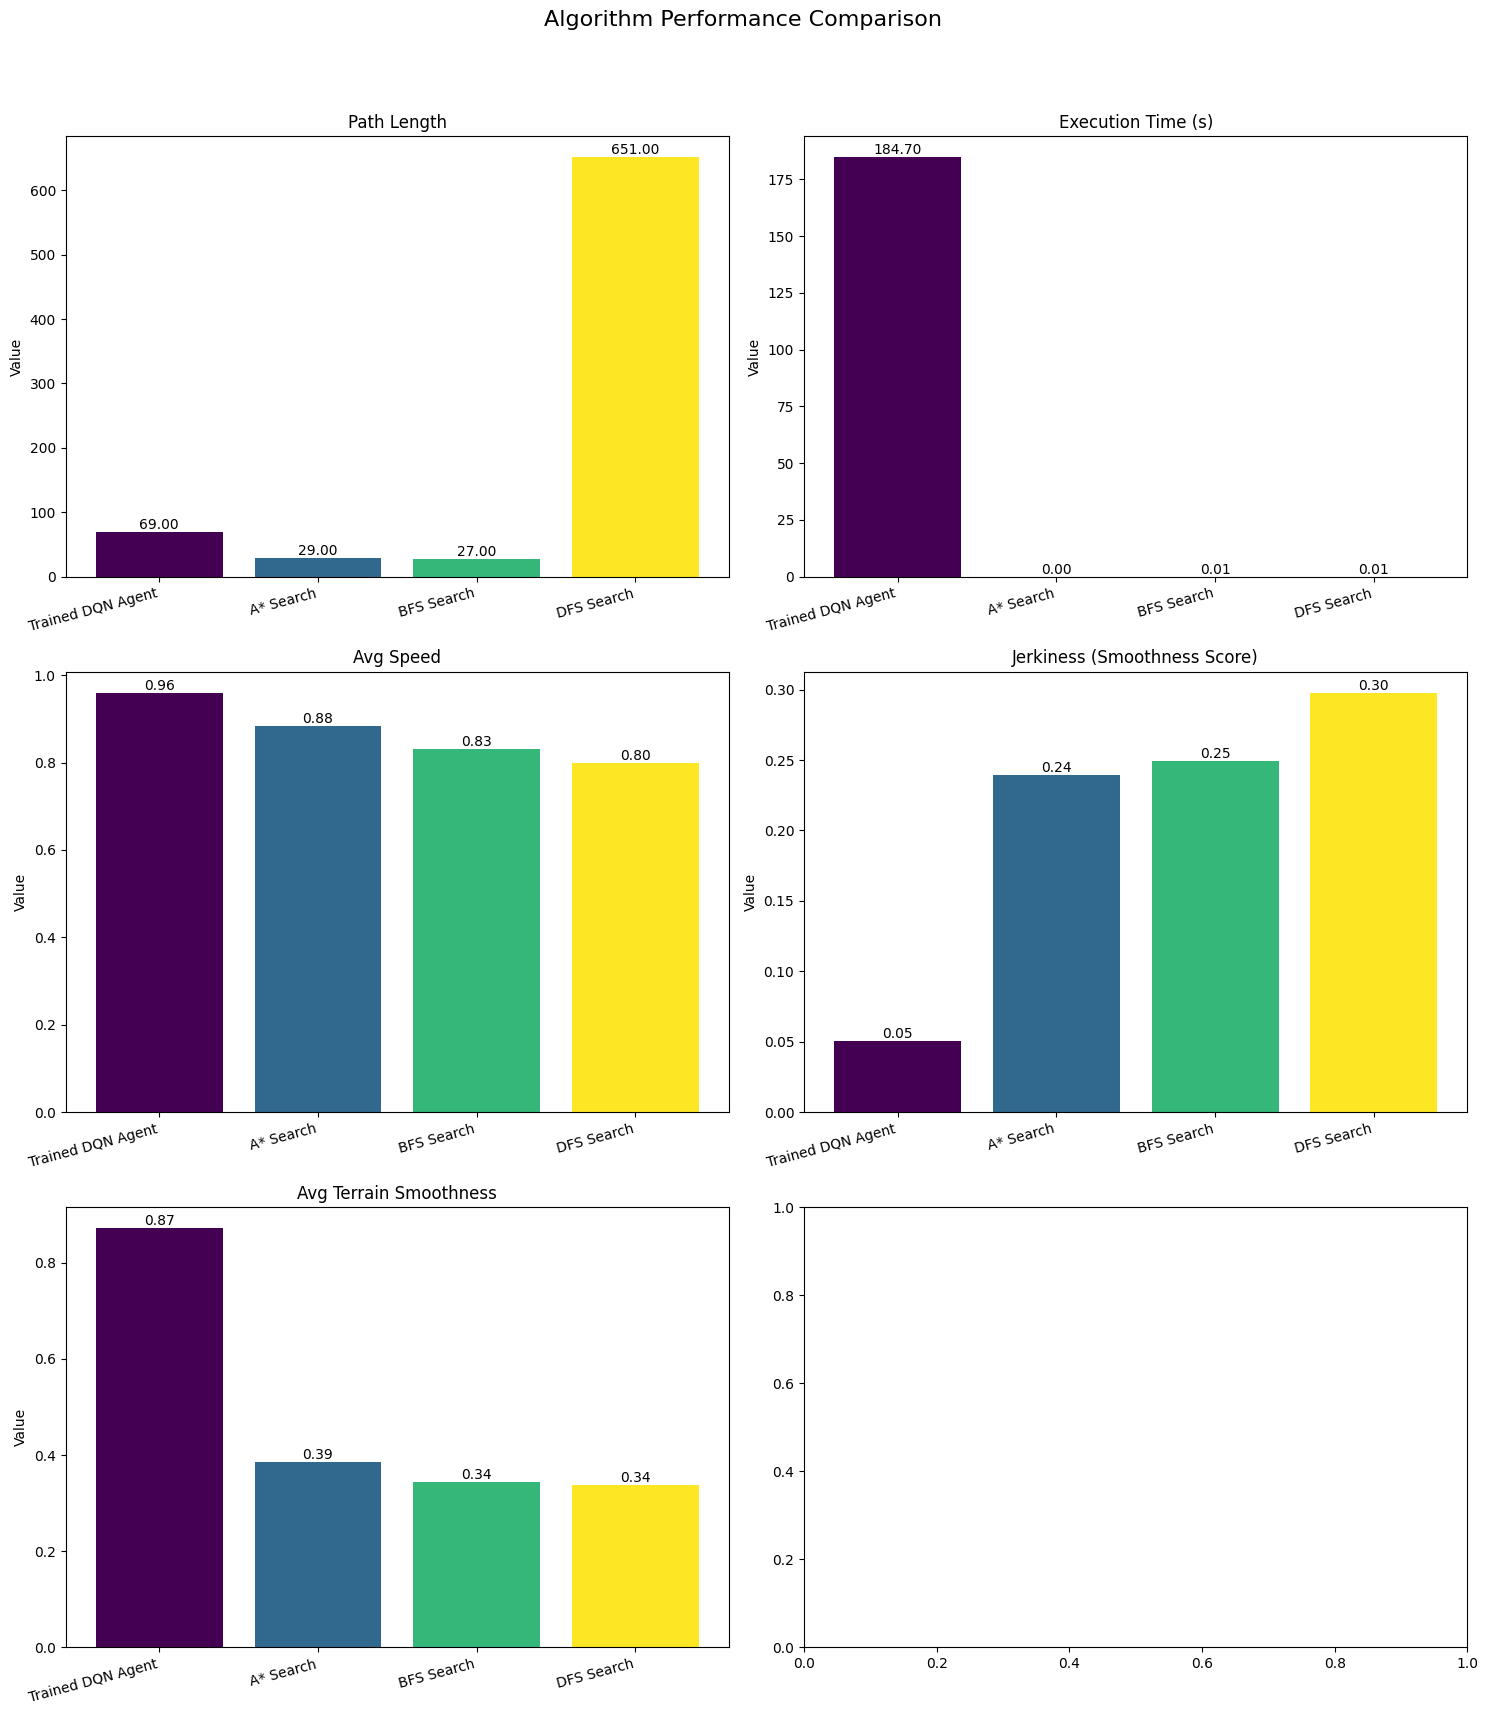 Algorithm Performance Comparison
Path Length
Value
600
500
400
300
200
100
0
69.00
29.00
27.00
651.00
Trained DQN Agent
A* Search
BFS Search
DFS Search
Execution Time (s)
Value
175
150
125
100
75
50
25
0
184.70
0.00
0.01
0.01
Trained DQN Agent
A* Search
BFS Search
DFS Search
Avg Speed
Value
1.0
0.8
0.6
0.4
0.2
0.0
0.96
0.88
0.83
0.80
Trained DQN Agent
A* Search
BFS Search
DFS Search
Jerkiness (Smoothness Score)
Value
0.30
0.25
0.20
0.15
0.10
0.05
0.00
0.05
0.24
0.25
0.30
Trained DQN Agent
A* Search
BFS Search
DFS Search
Avg Terrain Smoothness
Value
0.8
0.6
0.4
0.2
0.0
0.87
0.39
0.34
0.34
Trained DQN Agent
A* Search
BFS Search
DFS Search
1.0
0.8
0.6
0.4
0.2
0.0
0.0 0.2 0.4 0.6 0.8 1.0